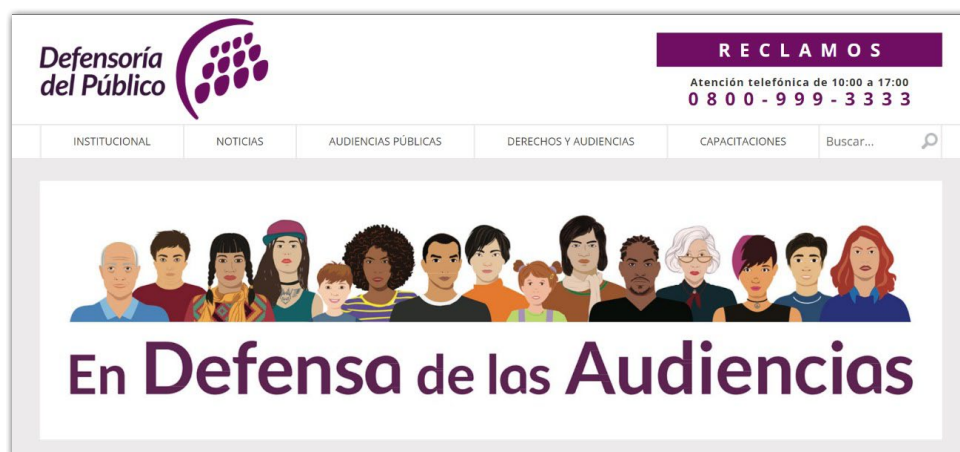 Defensoría
del Público
RECLAMOS
Atención telefónica de 10:00 a 17:00
0800-999-3333
INSTITUCIONAL
NOTICIAS
AUDIENCIAS PÚBLICAS
DERECHOS Y AUDIENCIAS
CAPACITACIONES
Buscar...
En Defensa de las Audiencias